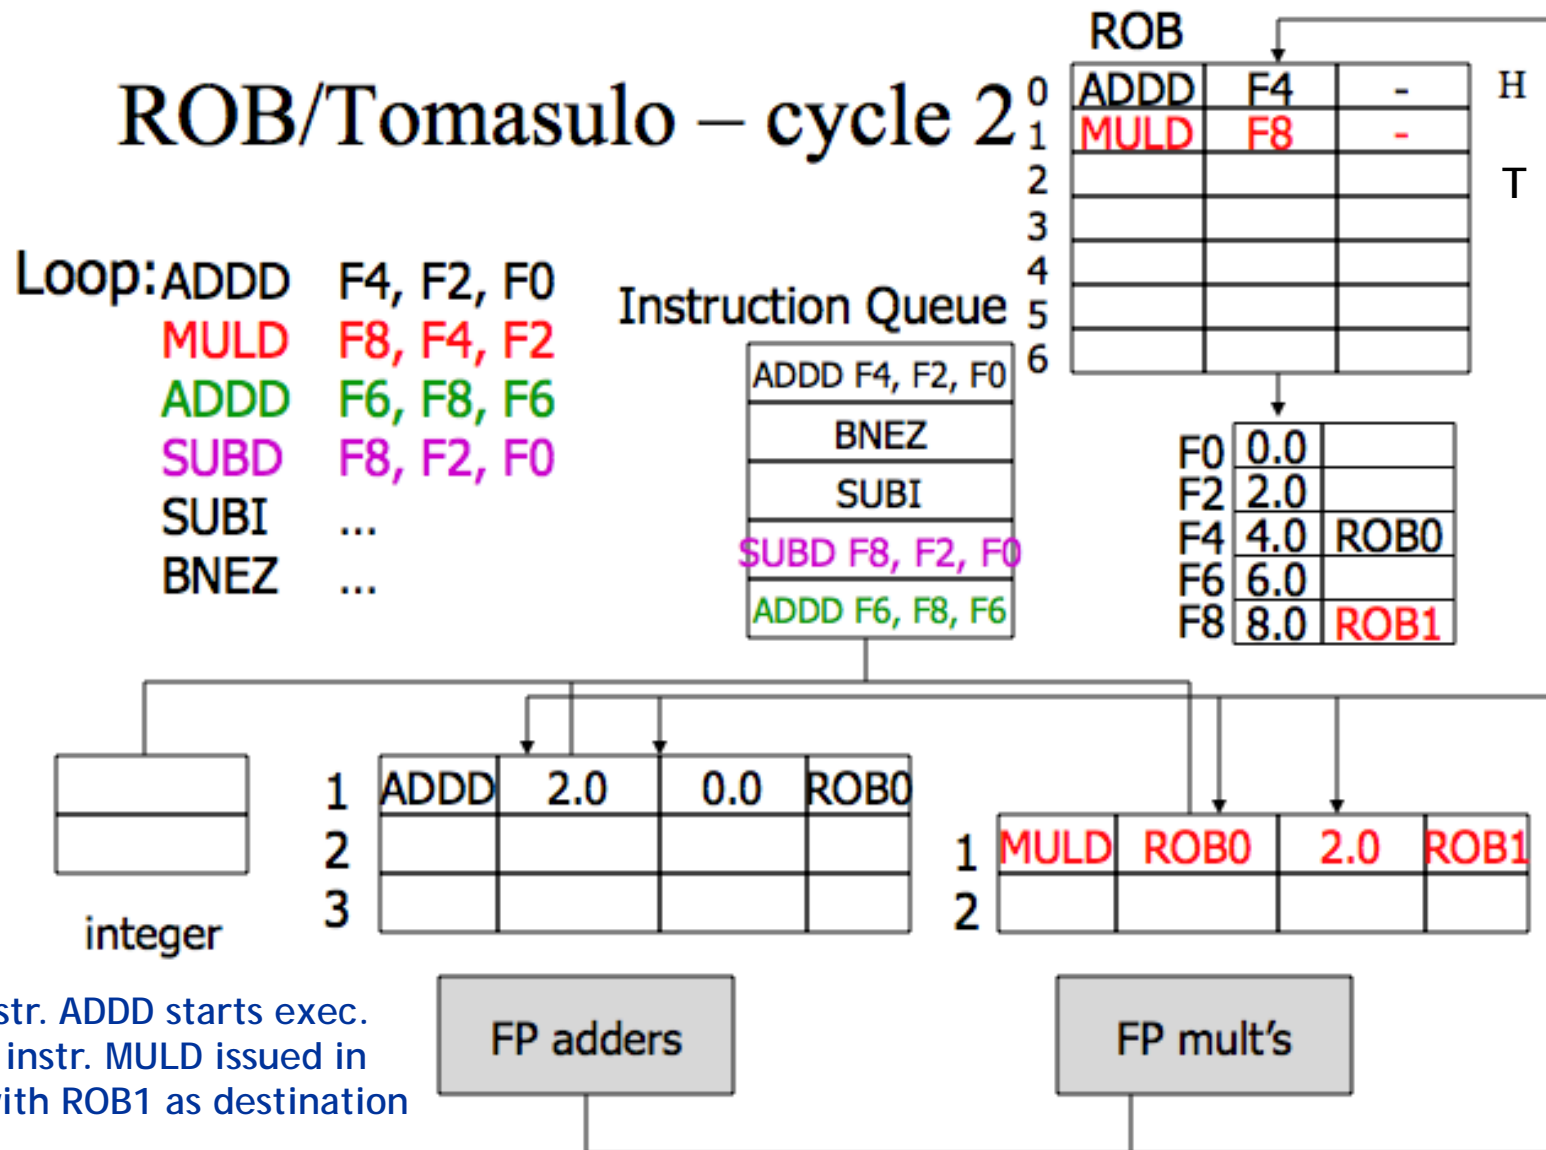 ROB/Tomasulo – cycle 2
ROB
0 ADDD F4 - H
1 MULD F8 -
2 T
3
4
5
6
Loop: ADDD F4, F2, F0
MULD F8, F4, F2
ADDD F6, F8, F6
SUBD F8, F2, F0
SUBI ...
BNEZ ...
Instruction Queue
ADDD F4, F2, F0
BNEZ
SUBI
SUBD F8, F2, F0
ADDD F6, F8, F6
F0 0.0
F2 2.0
F4 4.0 ROB0
F6 6.0
F8 8.0 ROB1
integer
1 ADDD 2.0 0.0 ROB0
2
3
1 MULD ROB0 2.0 ROB1
2
FP adders
FP mult's
str. ADDD starts exec.
instr. MULD issued in
with ROB1 as destination